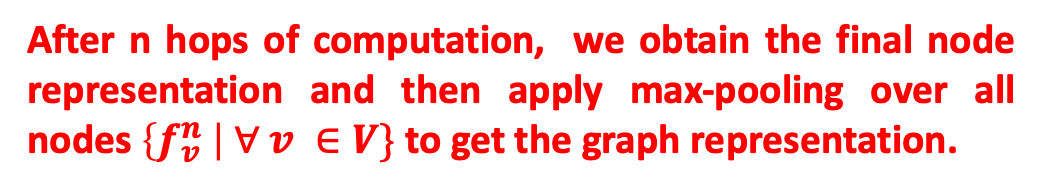 After n hops of computation, we obtain the final node
representation and then apply max-pooling over all
nodes {𝒇ᵥⁿ | ∀ 𝒗 ∈ 𝑽} to get the graph representation.